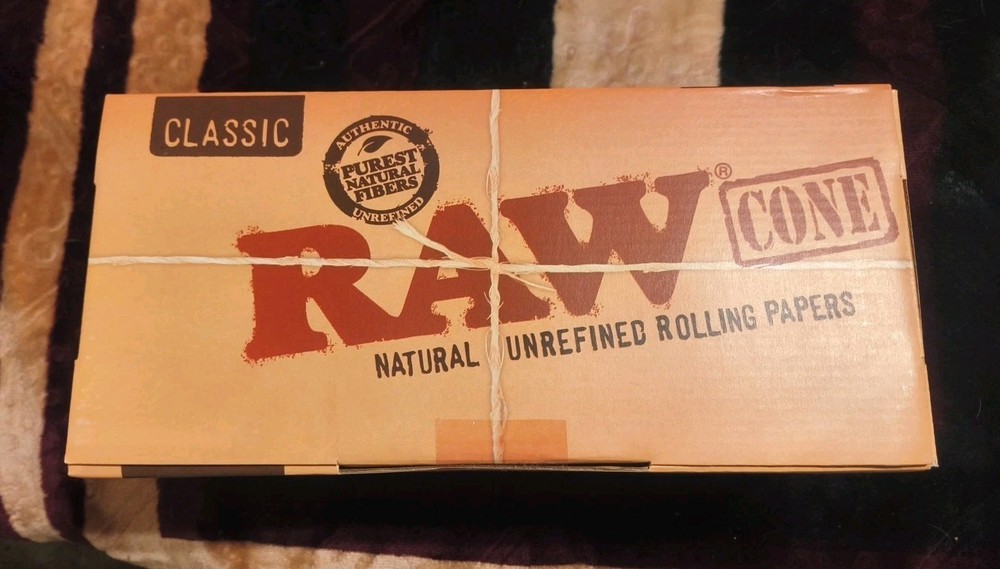 CLASSIC
AUTHENTIC
PUREST
NATURAL
FIBERS
UNREFINED
RAW®
CONE
NATURAL UNREFINED ROLLING PAPERS